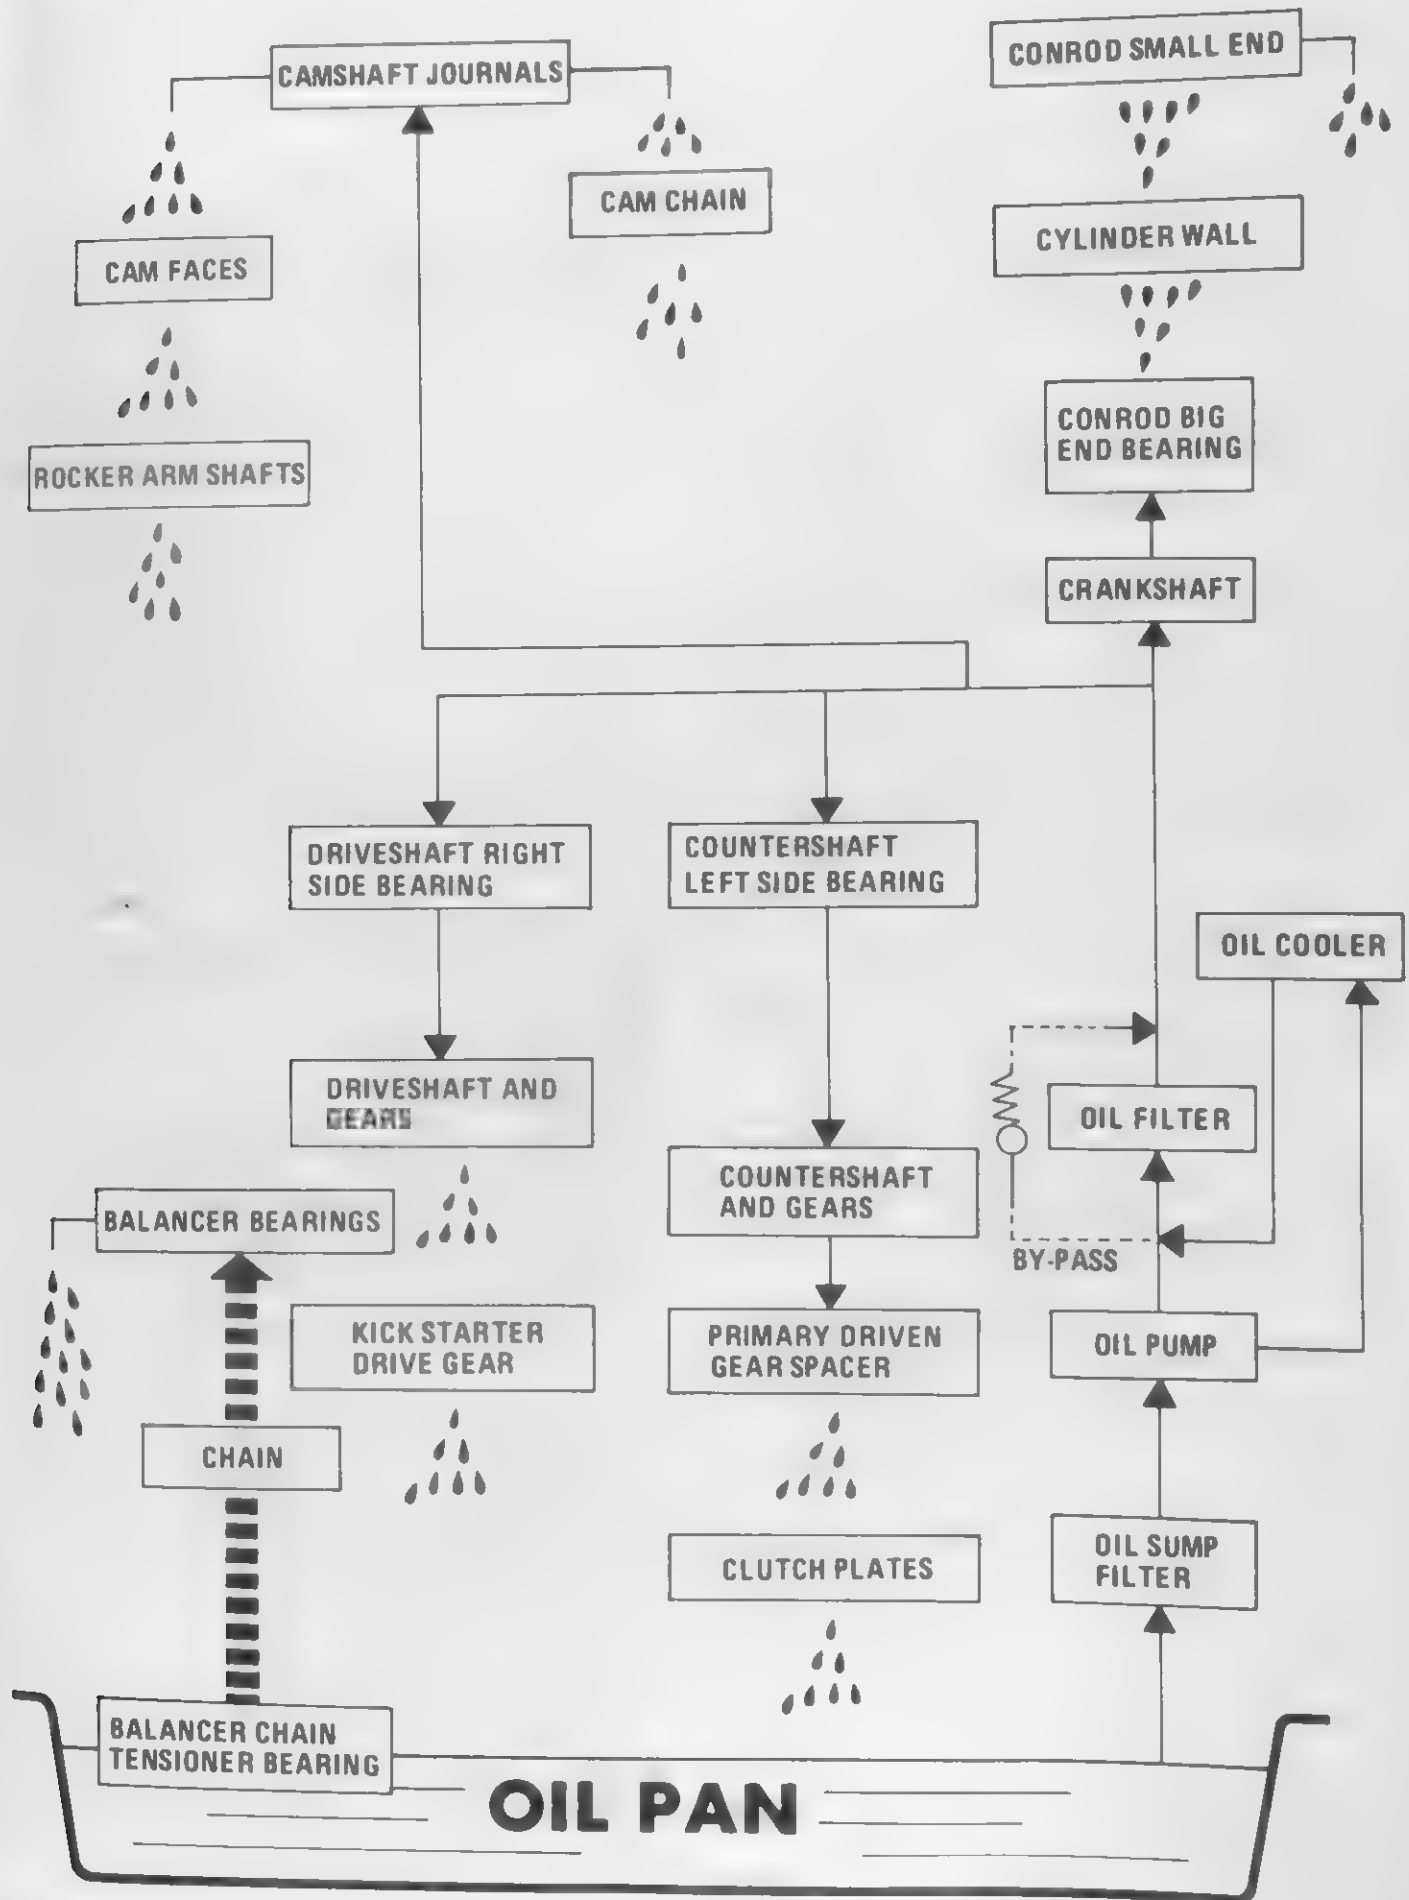 CONROD SMALL END
CAMSHAFT JOURNALS
CAM CHAIN
CYLINDER WALL
CAM FACES
CONROD BIG
END BEARING
ROCKER ARM SHAFTS
CRANKSHAFT
DRIVESHAFT RIGHT
SIDE BEARING
COUNTERSHAFT
LEFT SIDE BEARING
OIL COOLER
DRIVESHAFT AND
GEARS
OIL FILTER
COUNTERSHAFT
AND GEARS
BALANCER BEARINGS
BY-PASS
KICK STARTER
DRIVE GEAR
PRIMARY DRIVEN
GEAR SPACER
OIL PUMP
CHAIN
CLUTCH PLATES
OIL SUMP
FILTER
BALANCER CHAIN
TENSIONER BEARING
OIL PAN